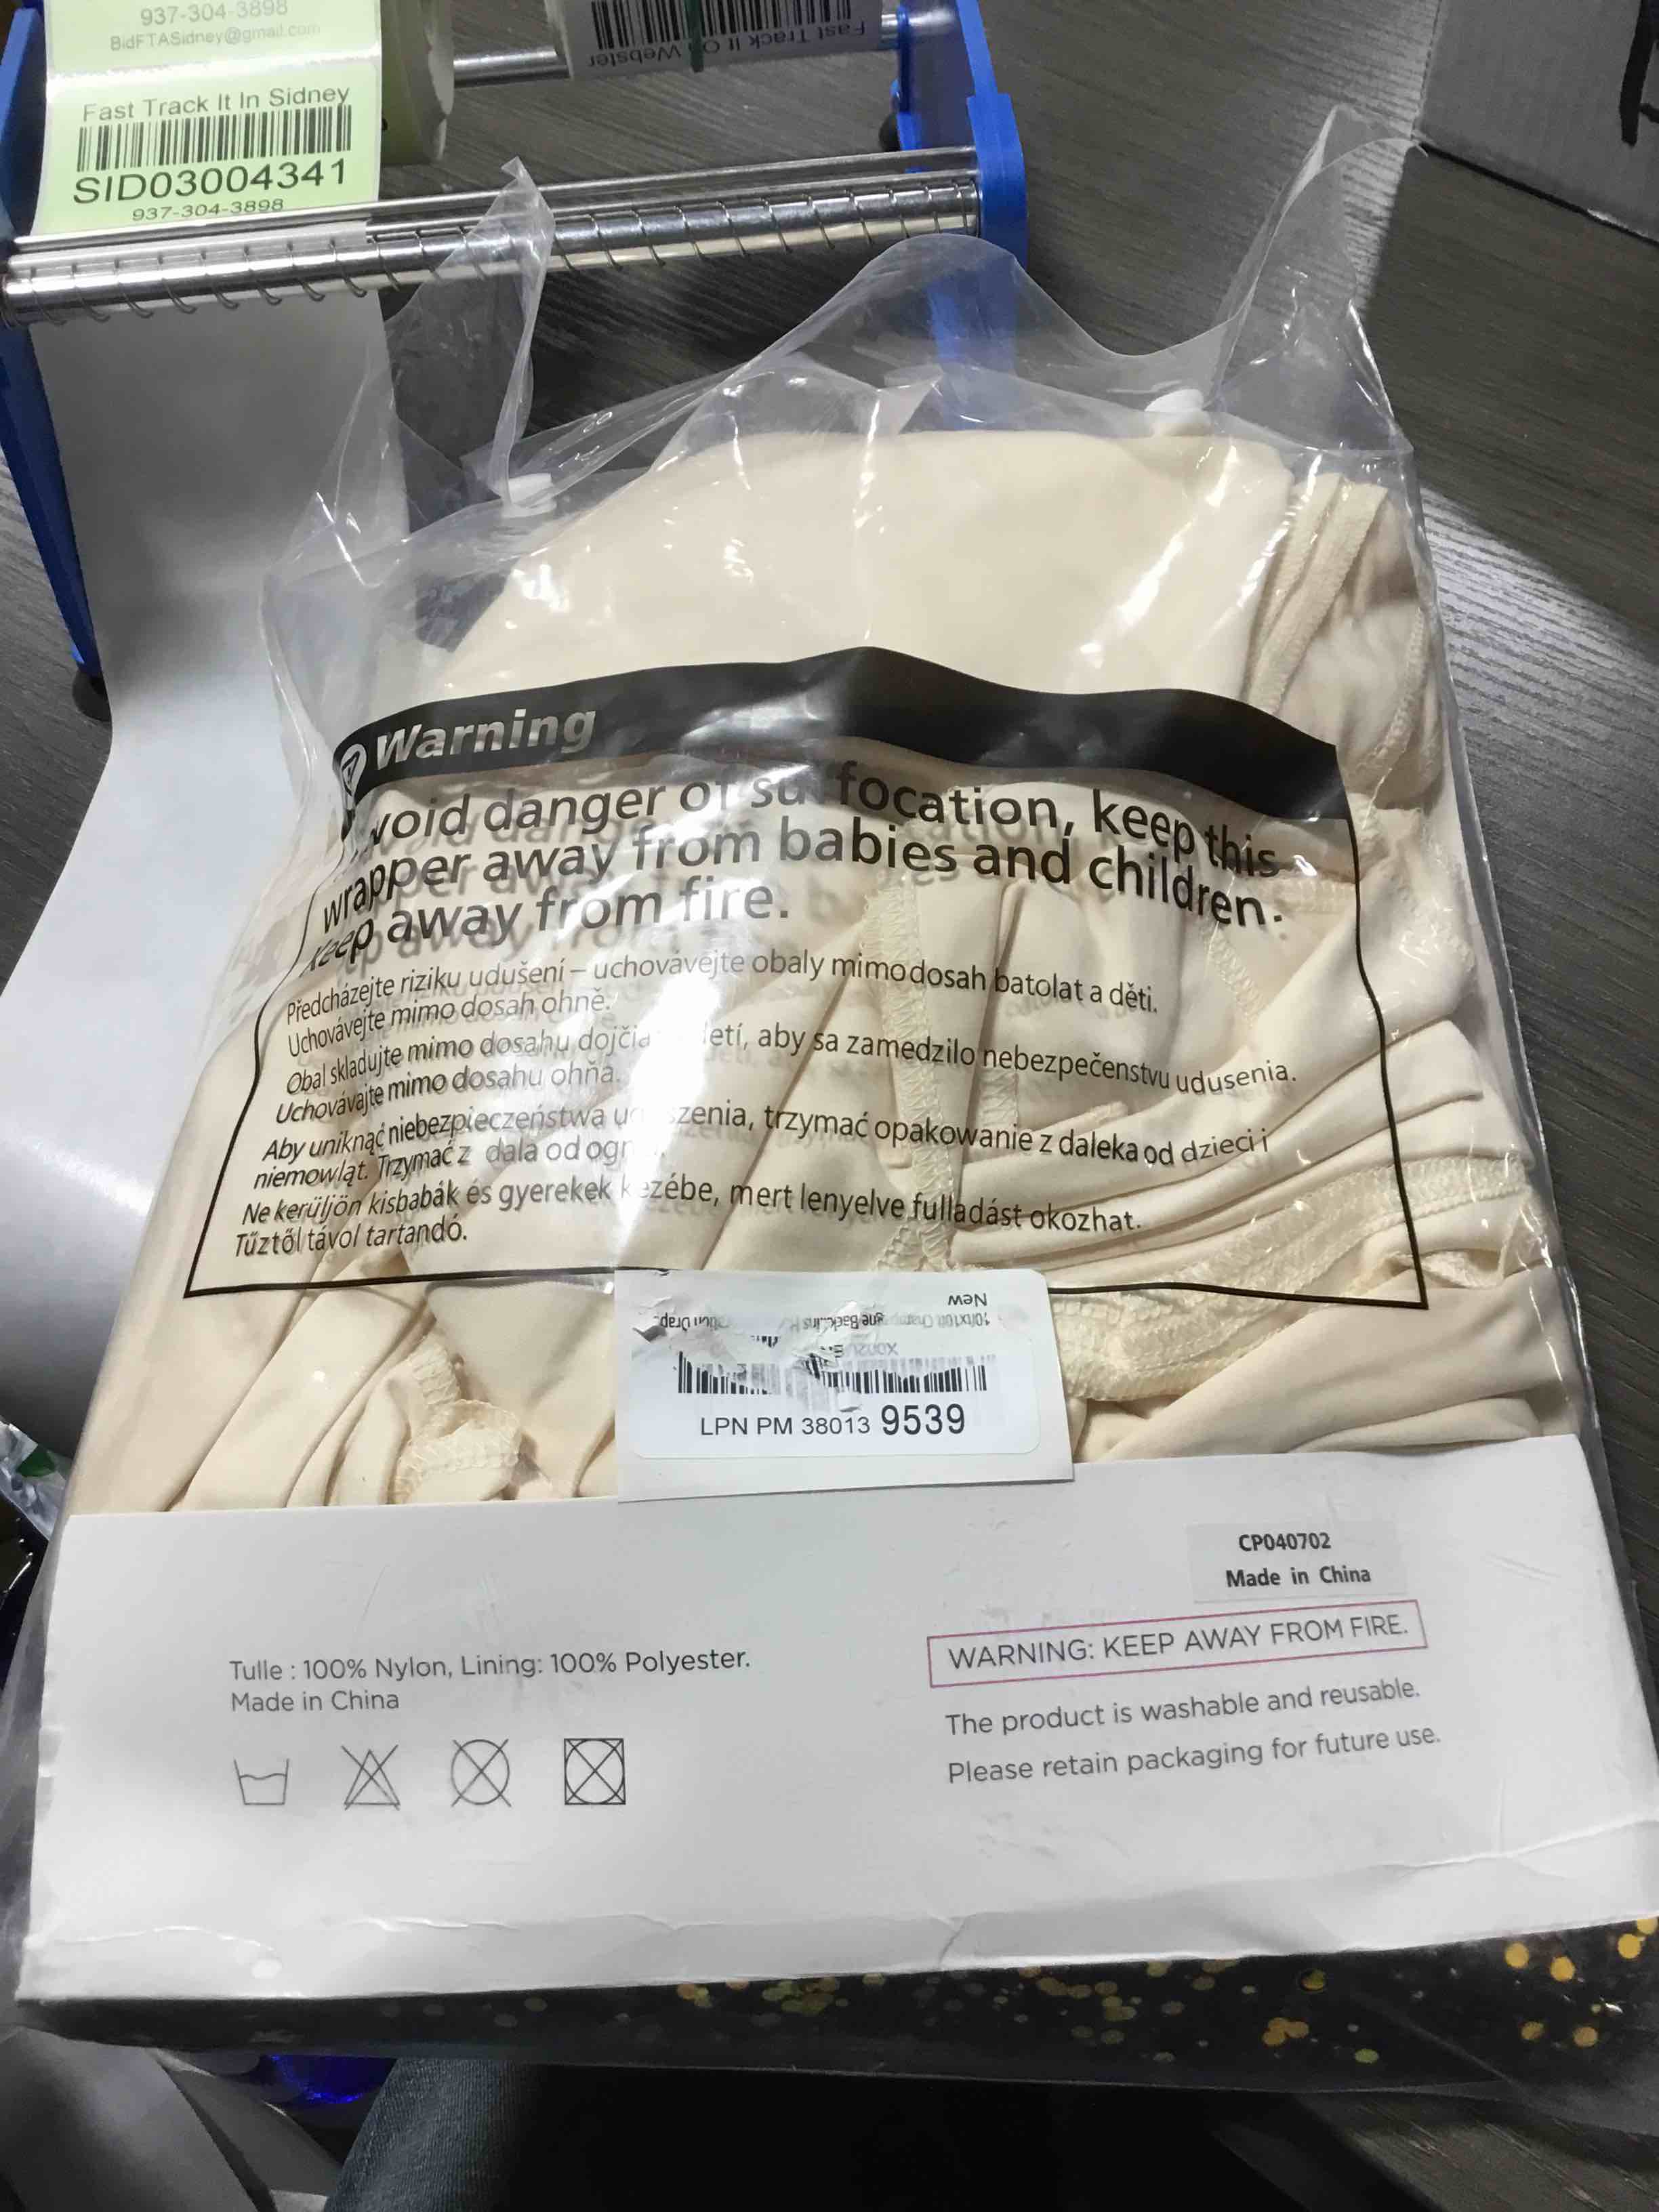 937-304-3898
BidFTASidney@gmail.com
Fast Track It In Sidney
SID03004341
937-304-3898
Fast Track It O Webster
Warning
void danger of suffocation, keep this
wrapper away from babies and children.
Keep away from fire.
Předcházejte riziku udušení – uchovávejte obaly mimo dosah batolat a děti.
Uchovávejte mimo dosah ohně.
Obal skladujte mimo dosahu dojčia detí, aby sa zamedzilo nebezpečenstvu udusenia.
Uchovávajte mimo dosahu ohňa.
Aby uniknąć niebezpieczeństwa uduszenia, trzymać opakowanie z daleka od dzieci i
niemowląt. Trzymać z dala od ogn
Ne kerüljön kisbabák és gyerekek kezébe, mert lenyelve fulladást okozhat.
Tűztől távol tartandó.
New
10ftx10ft Champagne Back Drap
LPN PM 38013 9539
CP040702
Made in China
WARNING: KEEP AWAY FROM FIRE.
Tulle : 100% Nylon, Lining: 100% Polyester.
Made in China
The product is washable and reusable.
Please retain packaging for future use.